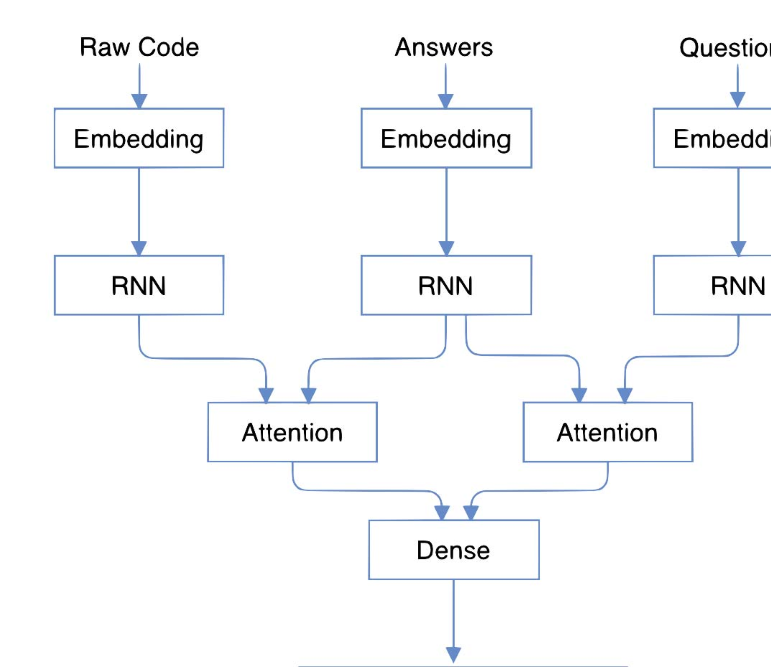 Raw Code Answers
Embedding Embedding
RNN RNN RNN
Attention Attention
Dense